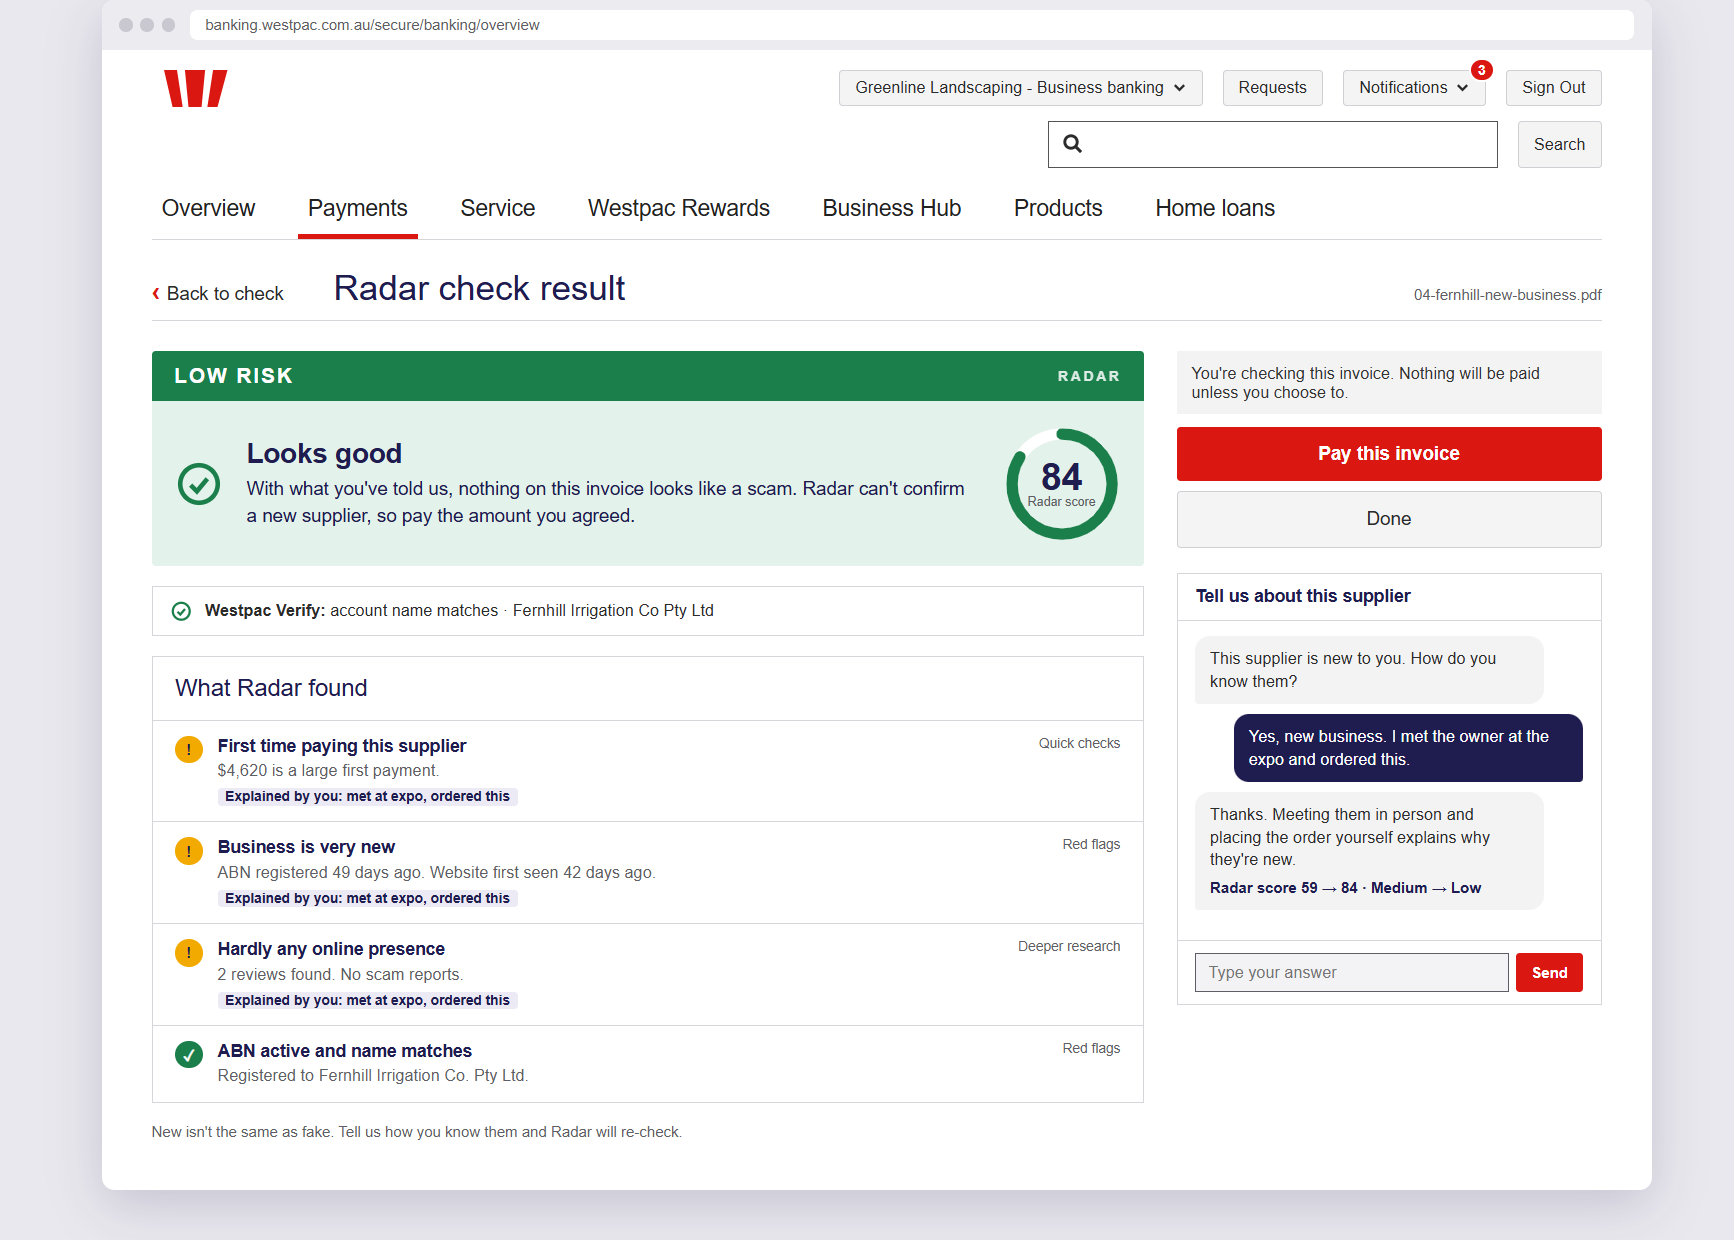 banking.westpac.com.au/secure/banking/overview
Greenline Landscaping - Business banking
Requests
Notifications
3
Sign Out
Search
Overview
Payments
Service
Westpac Rewards
Business Hub
Products
Home loans
Back to check
Radar check result
04-fernhill-new-business.pdf
LOW RISK
RADAR
Looks good
With what you've told us, nothing on this invoice looks like a scam. Radar can't confirm
a new supplier, so pay the amount you agreed.
84
Radar score
Westpac Verify: account name matches · Fernhill Irrigation Co Pty Ltd
What Radar found
First time paying this supplier
Quick checks
$4,620 is a large first payment.
Explained by you: met at expo, ordered this
Business is very new
Red flags
ABN registered 49 days ago. Website first seen 42 days ago.
Explained by you: met at expo, ordered this
Hardly any online presence
Deeper research
2 reviews found. No scam reports.
Explained by you: met at expo, ordered this
ABN active and name matches
Red flags
Registered to Fernhill Irrigation Co. Pty Ltd.
New isn't the same as fake. Tell us how you know them and Radar will re-check.
You're checking this invoice. Nothing will be paid
unless you choose to.
Pay this invoice
Done
Tell us about this supplier
This supplier is new to you. How do you
know them?
Yes, new business. I met the owner at the
expo and ordered this.
Thanks. Meeting them in person and
placing the order yourself explains why
they're new.
Radar score 59 → 84 · Medium → Low
Type your answer
Send